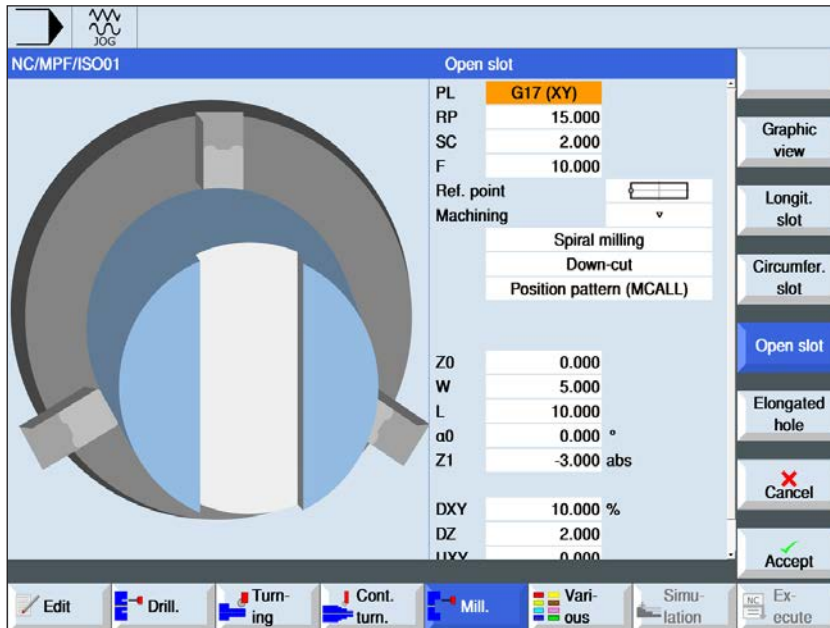 JOG
NC/MPF/ISO01
Open slot
PL G17 (XY)
RP 15.000
SC 2.000
F 10.000
Ref. point
Machining ▿
Spiral milling
Down-cut
Position pattern (MCALL)
Z0 0.000
W 5.000
L 10.000
α0 0.000 °
Z1 -3.000 abs
DXY 10.000 %
DZ 2.000
UXY 0.000
Graphic
view
Longit.
slot
Circumfer.
slot
Open slot
Elongated
hole
Cancel
Accept
Edit
Drill.
Turn-
ing
Cont.
turn.
Mill.
Vari-
ous
Simu-
lation
NC
Ex-
ecute